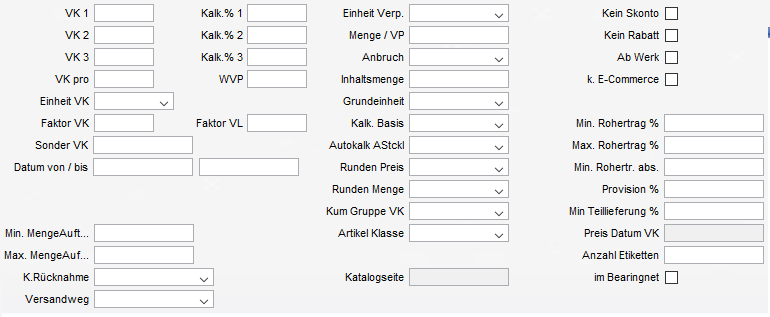 VK 1 Kalk.% 1 Einheit Verp. Kein Skonto
VK 2 Kalk.% 2 Menge / VP Kein Rabatt
VK 3 Kalk.% 3 Anbruch Ab Werk
VK pro WVP Inhaltsmenge k. E-Commerce
Einheit VK Grundeinheit
Faktor VK Faktor VL Kalk. Basis Min. Rohertrag %
Sonder VK Autokalk AStckl Max. Rohertrag %
Datum von / bis Runden Preis Min. Rohertr. abs.
Runden Menge Provision %
Kum Gruppe VK Min Teillieferung %
Min. MengeAuft... Artikel Klasse Preis Datum VK
Max. MengeAuf... Anzahl Etiketten
K.Rücknahme Katalogseite im Bearingnet
Versandweg